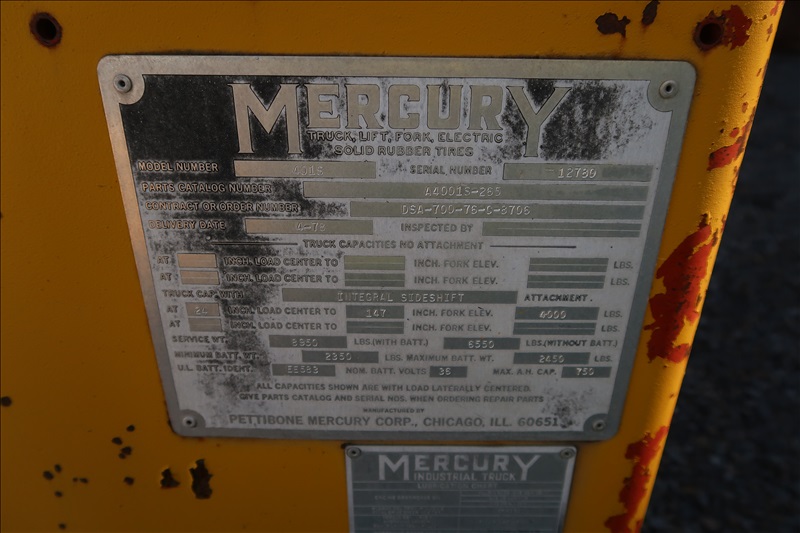 MERCURY
TRUCK, LIFT, FORK, ELECTRIC
SOLID RUBBER TIRES
MODEL NUMBER SERIAL NUMBER 12780
PARTS CATALOG NUMBER A4001S-265
CONTRACT OR ORDER NUMBER DSA-700-76-C-8706
DELIVERY DATE 4-78 INSPECTED BY
TRUCK CAPACITIES NO ATTACHMENT
AT INCH. LOAD CENTER TO INCH. FORK ELEV. LBS.
AT INCH. LOAD CENTER TO INCH. FORK ELEV.
TRUCK CAP. WITH INTEGRAL SIDESHIFT ATTACHMENT.
AT 24 INCH. LOAD CENTER TO 147 INCH. FORK ELEV. 4000 LBS.
AT INCH. LOAD CENTER TO INCH. FORK ELEV. LBS.
SERVICE WT. 8950 LBS.(WITH BATT.) 6550 LBS.(WITHOUT BATT.)
MINIMUM BATT. WT. 2350 LBS. MAXIMUM BATT. WT. 2450 LBS.
U.L. BATT. IDENT. NOM. BATT. VOLTS 36 MAX. A.H. CAP. 750
ALL CAPACITIES SHOWN ARE WITH LOAD LATERALLY CENTERED.
GIVE PARTS CATALOG AND SERIAL NOS. WHEN ORDERING REPAIR PARTS
MANUFACTURED BY
PETTIBONE MERCURY CORP., CHICAGO, ILL. 60651
MERCURY
INDUSTRIAL TRUCK